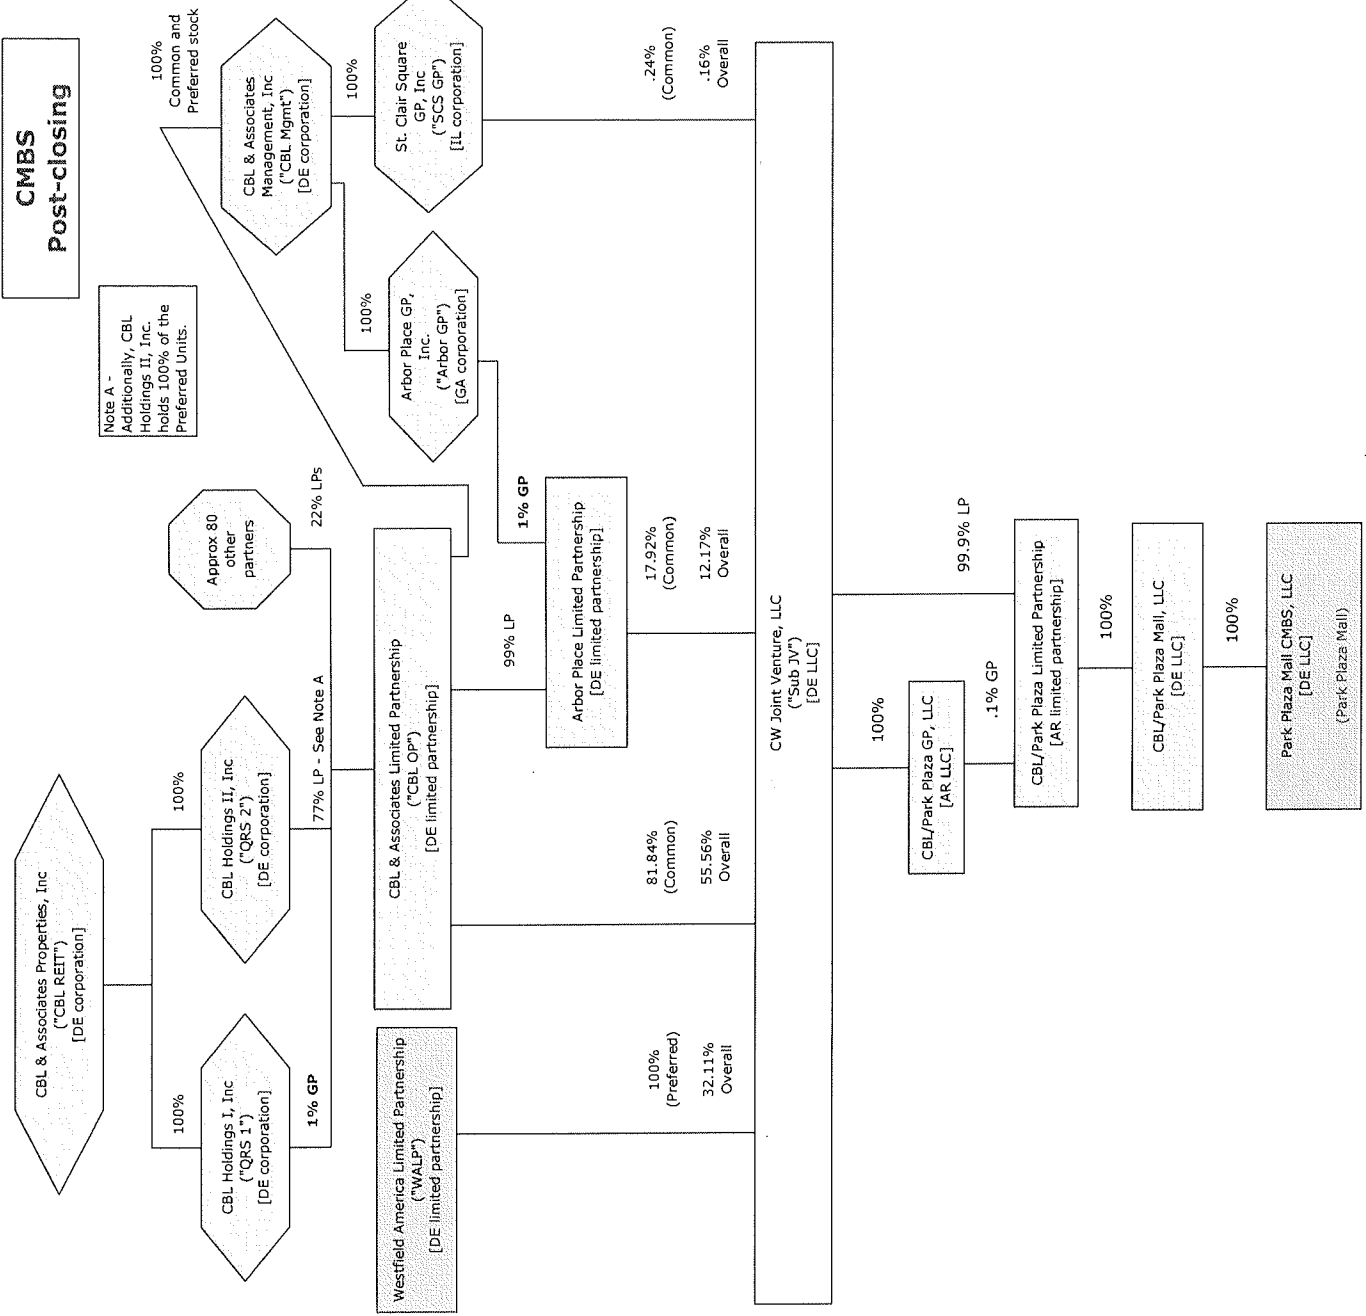 CMBS
Post-closing
Note A -
Additionally, CBL
Holdings II, Inc.
holds 100% of the
Preferred Units.
CBL & Associates Properties, Inc
("CBL REIT")
[DE corporation]
100%
100%
CBL Holdings I, Inc
("QRS 1")
[DE corporation]
CBL Holdings II, Inc
("QRS 2")
[DE corporation]
Approx 80
other
partners
1% GP
77% LP - See Note A
22% LPs
100%
Common and
Preferred stock
CBL & Associates
Management, Inc
("CBL Mgmt")
[DE corporation]
100%
100%
Westfield America Limited Partnership
("WALP")
[DE limited partnership]
CBL & Associates Limited Partnership
("CBL OP")
[DE limited partnership]
Arbor Place GP,
Inc.
("Arbor GP")
[GA corporation]
St. Clair Square
GP, Inc
("SCS GP")
[IL corporation]
99% LP
1% GP
Arbor Place Limited Partnership
[DE limited partnership]
100%
(Preferred)
32.11%
Overall
81.84%
(Common)
55.56%
Overall
17.92%
(Common)
12.17%
Overall
.24%
(Common)
.16%
Overall
CW Joint Venture, LLC
("Sub JV")
[DE LLC]
100%
99.9% LP
CBL/Park Plaza GP, LLC
[AR LLC]
.1% GP
CBL/Park Plaza Limited Partnership
[AR limited partnership]
100%
CBL/Park Plaza Mall, LLC
[DE LLC]
100%
Park Plaza Mall CMBS, LLC
[DE LLC]
(Park Plaza Mall)